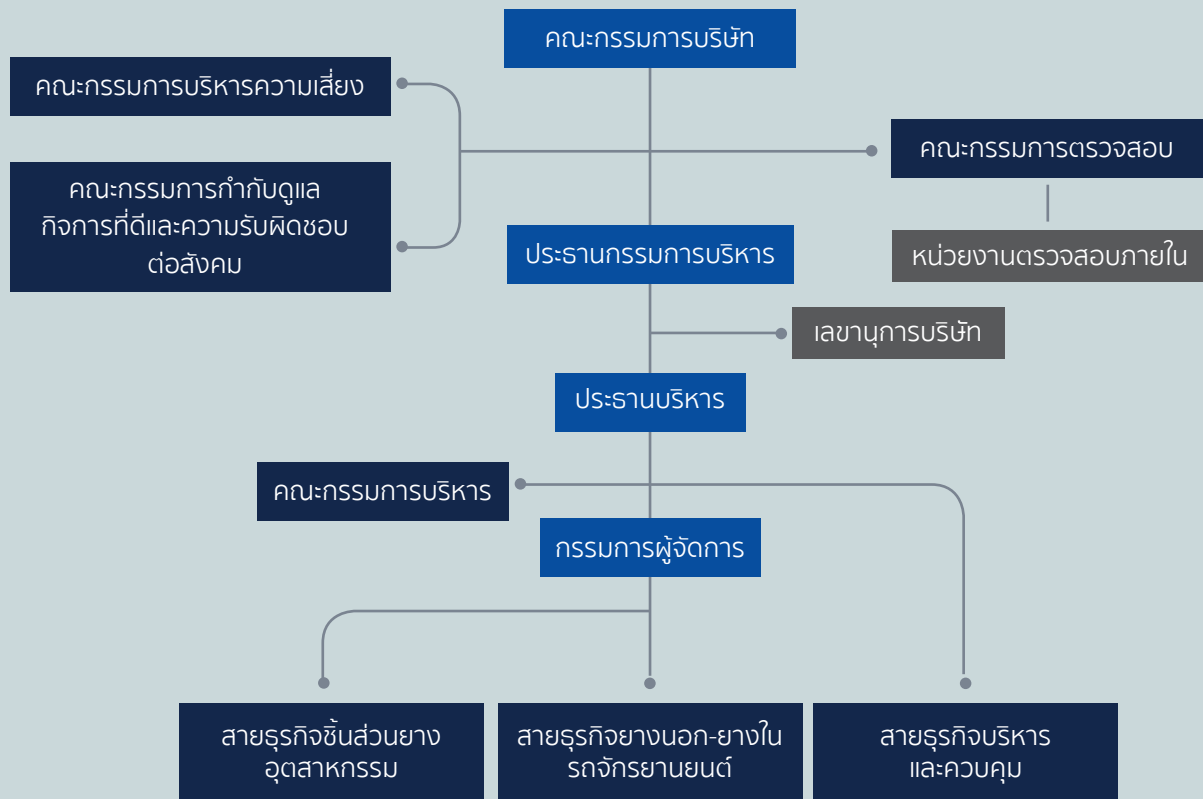 คณะกรรมการบริษัท
คณะกรรมการบริหารความเสี่ยง
คณะกรรมการตรวจสอบ
คณะกรรมการกำกับดูแล
กิจการที่ดีและความรับผิดชอบ
ต่อสังคม
ประธานกรรมการบริหาร
หน่วยงานตรวจสอบภายใน
เลขานุการบริษัท
ประธานบริหาร
คณะกรรมการบริหาร
กรรมการผู้จัดการ
สายธุรกิจชิ้นส่วนยาง
อุตสาหกรรม
สายธุรกิจยางนอก-ยางใน
รถจักรยานยนต์
สายธุรกิจบริหาร
และควบคุม